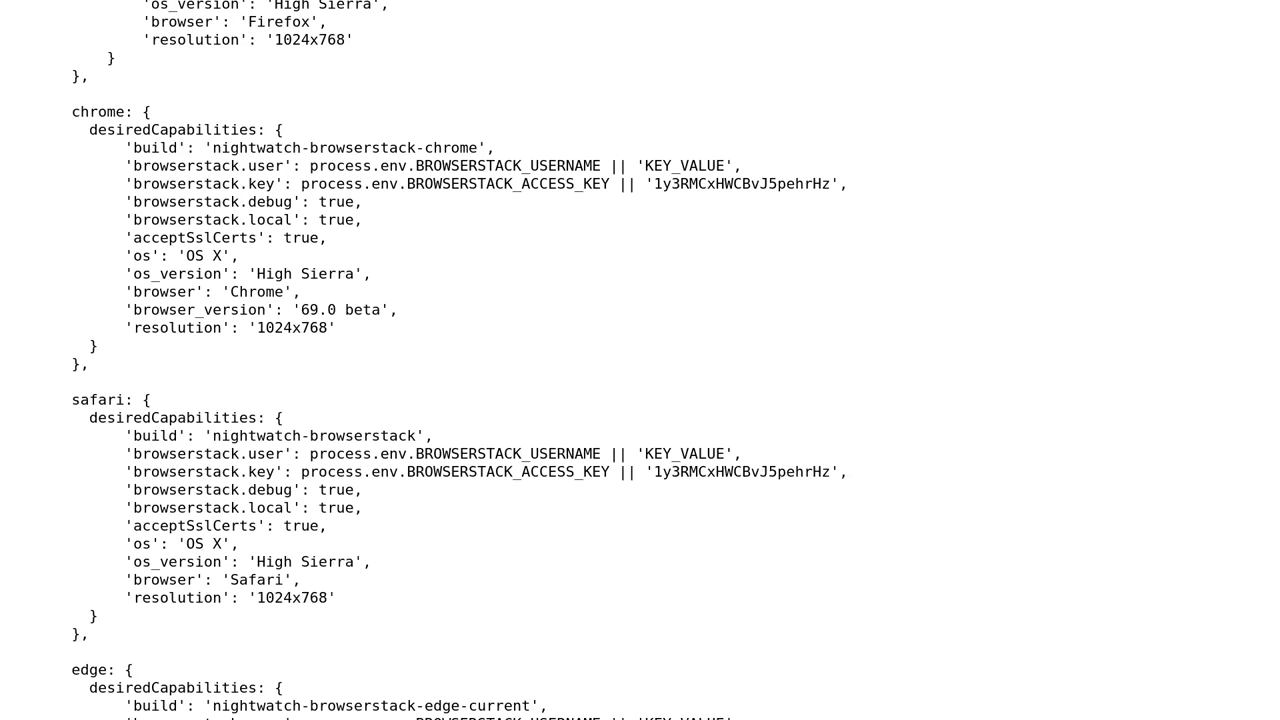 'os_version': 'High Sierra',
'browser': 'Firefox',
'resolution': '1024x768'
}
},
chrome: {
desiredCapabilities: {
'build': 'nightwatch-browserstack-chrome',
'browserstack.user': process.env.BROWSERSTACK_USERNAME || 'KEY_VALUE',
'browserstack.key': process.env.BROWSERSTACK_ACCESS_KEY || '1y3RMCxHWCBvJ5pehrHz',
'browserstack.debug': true,
'browserstack.local': true,
'acceptSslCerts': true,
'os': 'OS X',
'os_version': 'High Sierra',
'browser': 'Chrome',
'browser_version': '69.0 beta',
'resolution': '1024x768'
}
},
safari: {
desiredCapabilities: {
'build': 'nightwatch-browserstack',
'browserstack.user': process.env.BROWSERSTACK_USERNAME || 'KEY_VALUE',
'browserstack.key': process.env.BROWSERSTACK_ACCESS_KEY || '1y3RMCxHWCBvJ5pehrHz',
'browserstack.debug': true,
'browserstack.local': true,
'acceptSslCerts': true,
'os': 'OS X',
'os_version': 'High Sierra',
'browser': 'Safari',
'resolution': '1024x768'
}
},
edge: {
desiredCapabilities: {
'build': 'nightwatch-browserstack-edge-current',